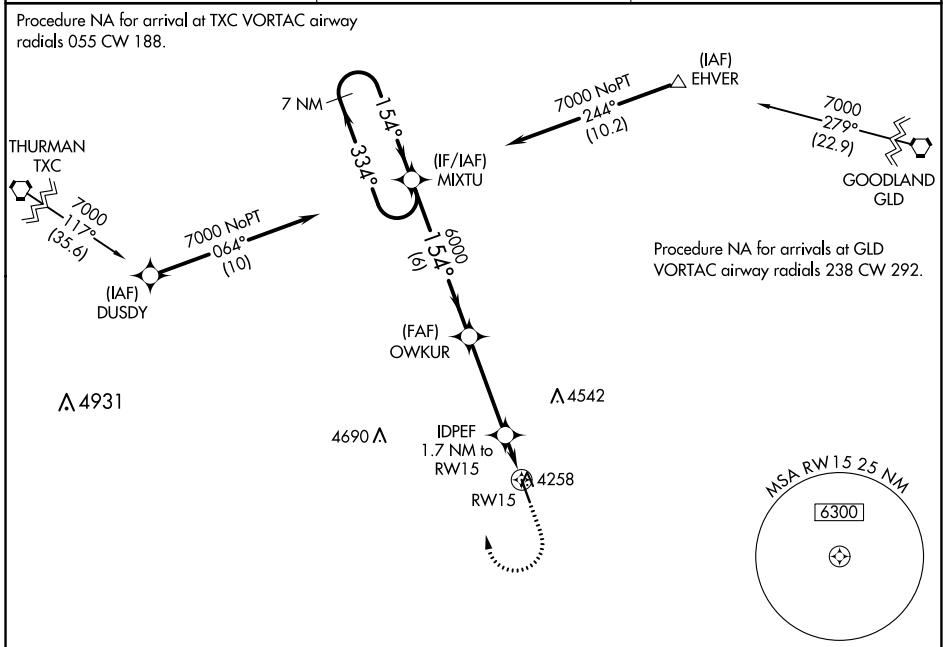 Procedure NA for arrival at TXC VORTAC airway
radials 055 CW 188.
(IAF)
EHVER
7 NM
154°
334°
7000 NoPT
244°
(10.2)
7000
279°
(22.9)
GOODLAND
GLD
THURMAN
TXC
(IF/IAF)
MIXTU
7000
117°
(35.6)
7000 NoPT
064°
(10)
(IAF)
DUSDY
6000
154°
(6)
Procedure NA for arrivals at GLD
VORTAC airway radials 238 CW 292.
(FAF)
OWKUR
4931
4542
4690
IDPEF
1.7 NM to
RW15
4258
RW15
MSA RW15 25 NM
6300